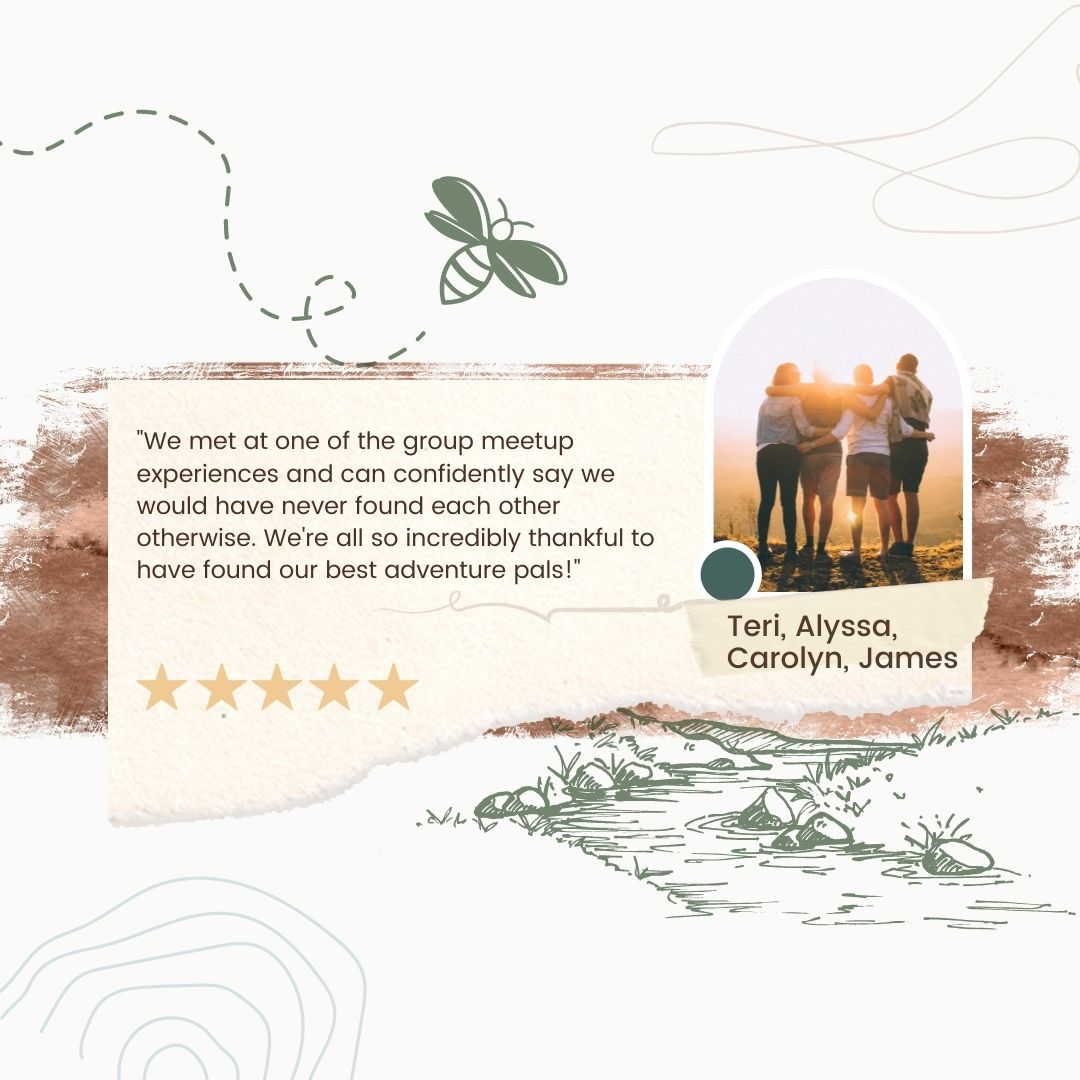 "We met at one of the group meetup
experiences and can confidently say we
would have never found each other
otherwise. We're all so incredibly thankful to
have found our best adventure pals!"
Teri, Alyssa,
Carolyn, James